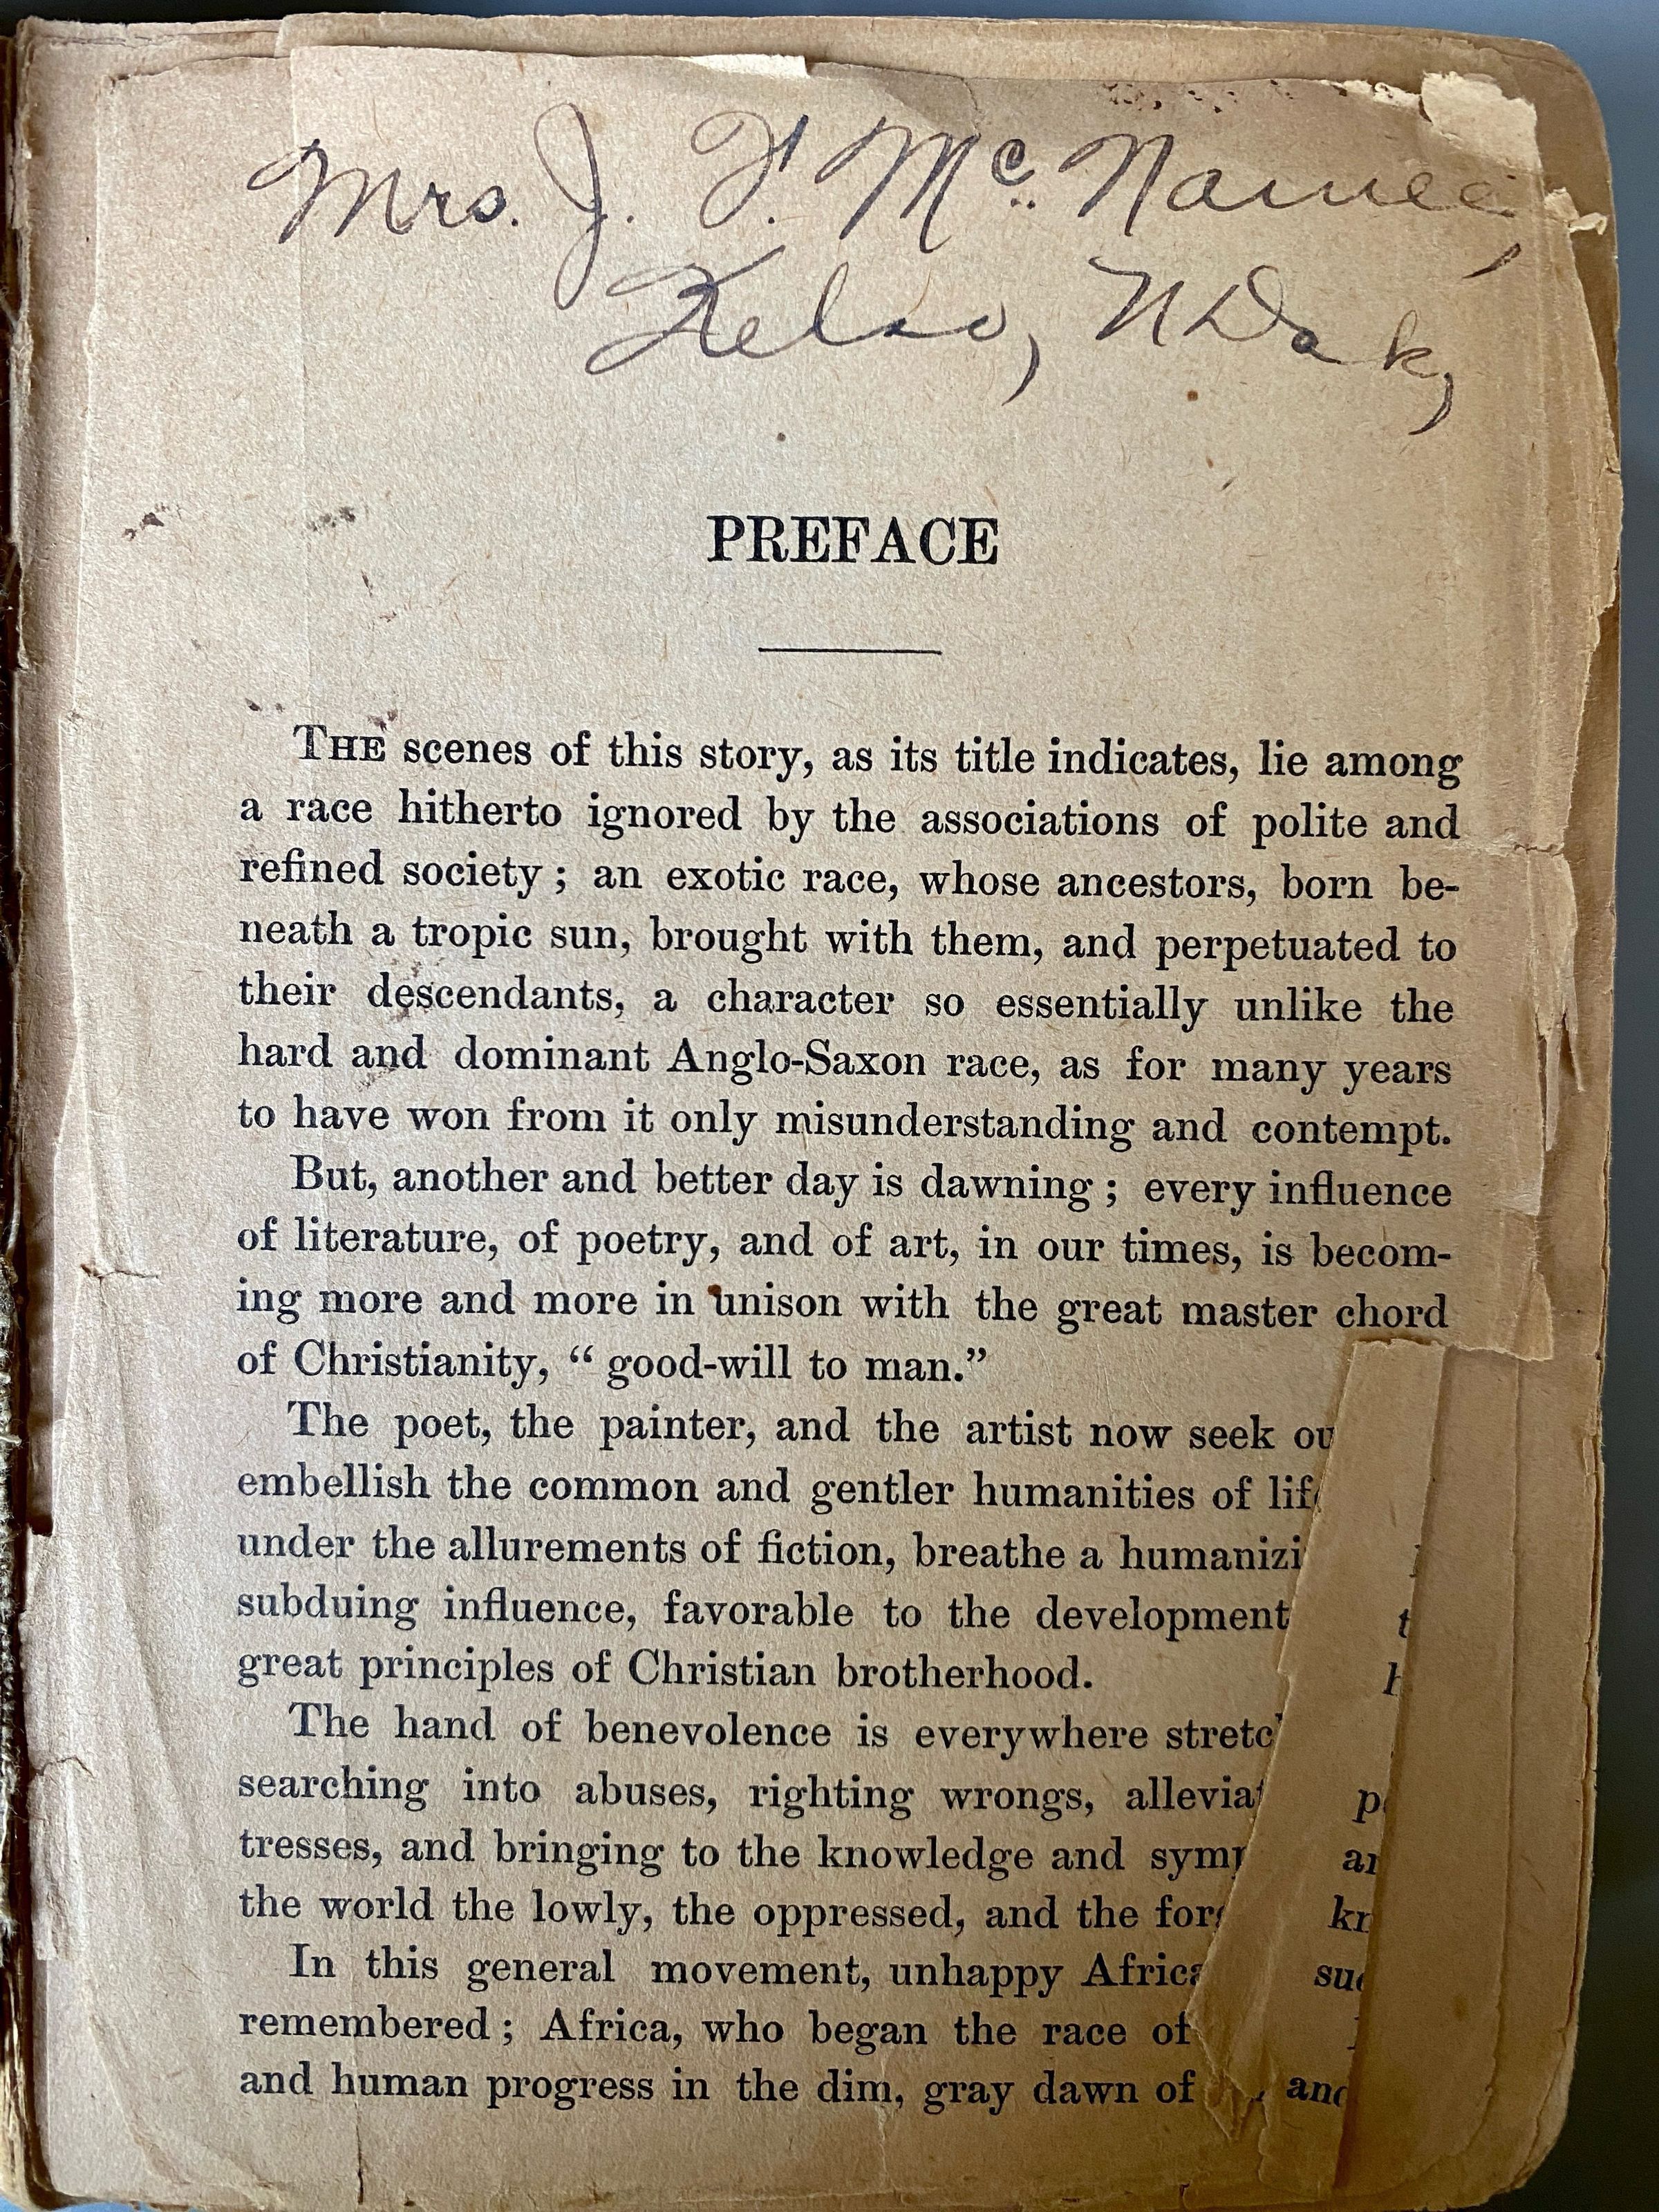 Mrs. J. F. Mc. Namee,
Kelso, N Dak,
PREFACE
THE scenes of this story, as its title indicates, lie among
a race hitherto ignored by the associations of polite and
refined society ; an exotic race, whose ancestors, born be-
neath a tropic sun, brought with them, and perpetuated to
their descendants, a character so essentially unlike the
hard and dominant Anglo-Saxon race, as for many years
to have won from it only misunderstanding and contempt.
But, another and better day is dawning ; every influence
of literature, of poetry, and of art, in our times, is becom-
ing more and more in unison with the great master chord
of Christianity, “ good-will to man.”
The poet, the painter, and the artist now seek
embellish the common and gentler humanities of
under the allurements of fiction, breathe a
subduing influence, favorable to the development
great principles of Christian brotherhood.
The hand of benevolence is everywhere
searching into abuses, righting wrongs,
tresses, and bringing to the knowledge and
the world the lowly, the oppressed, and the
In this general movement, unhappy
remembered ; Africa, who began the race of
and human progress in the dim, gray dawn of